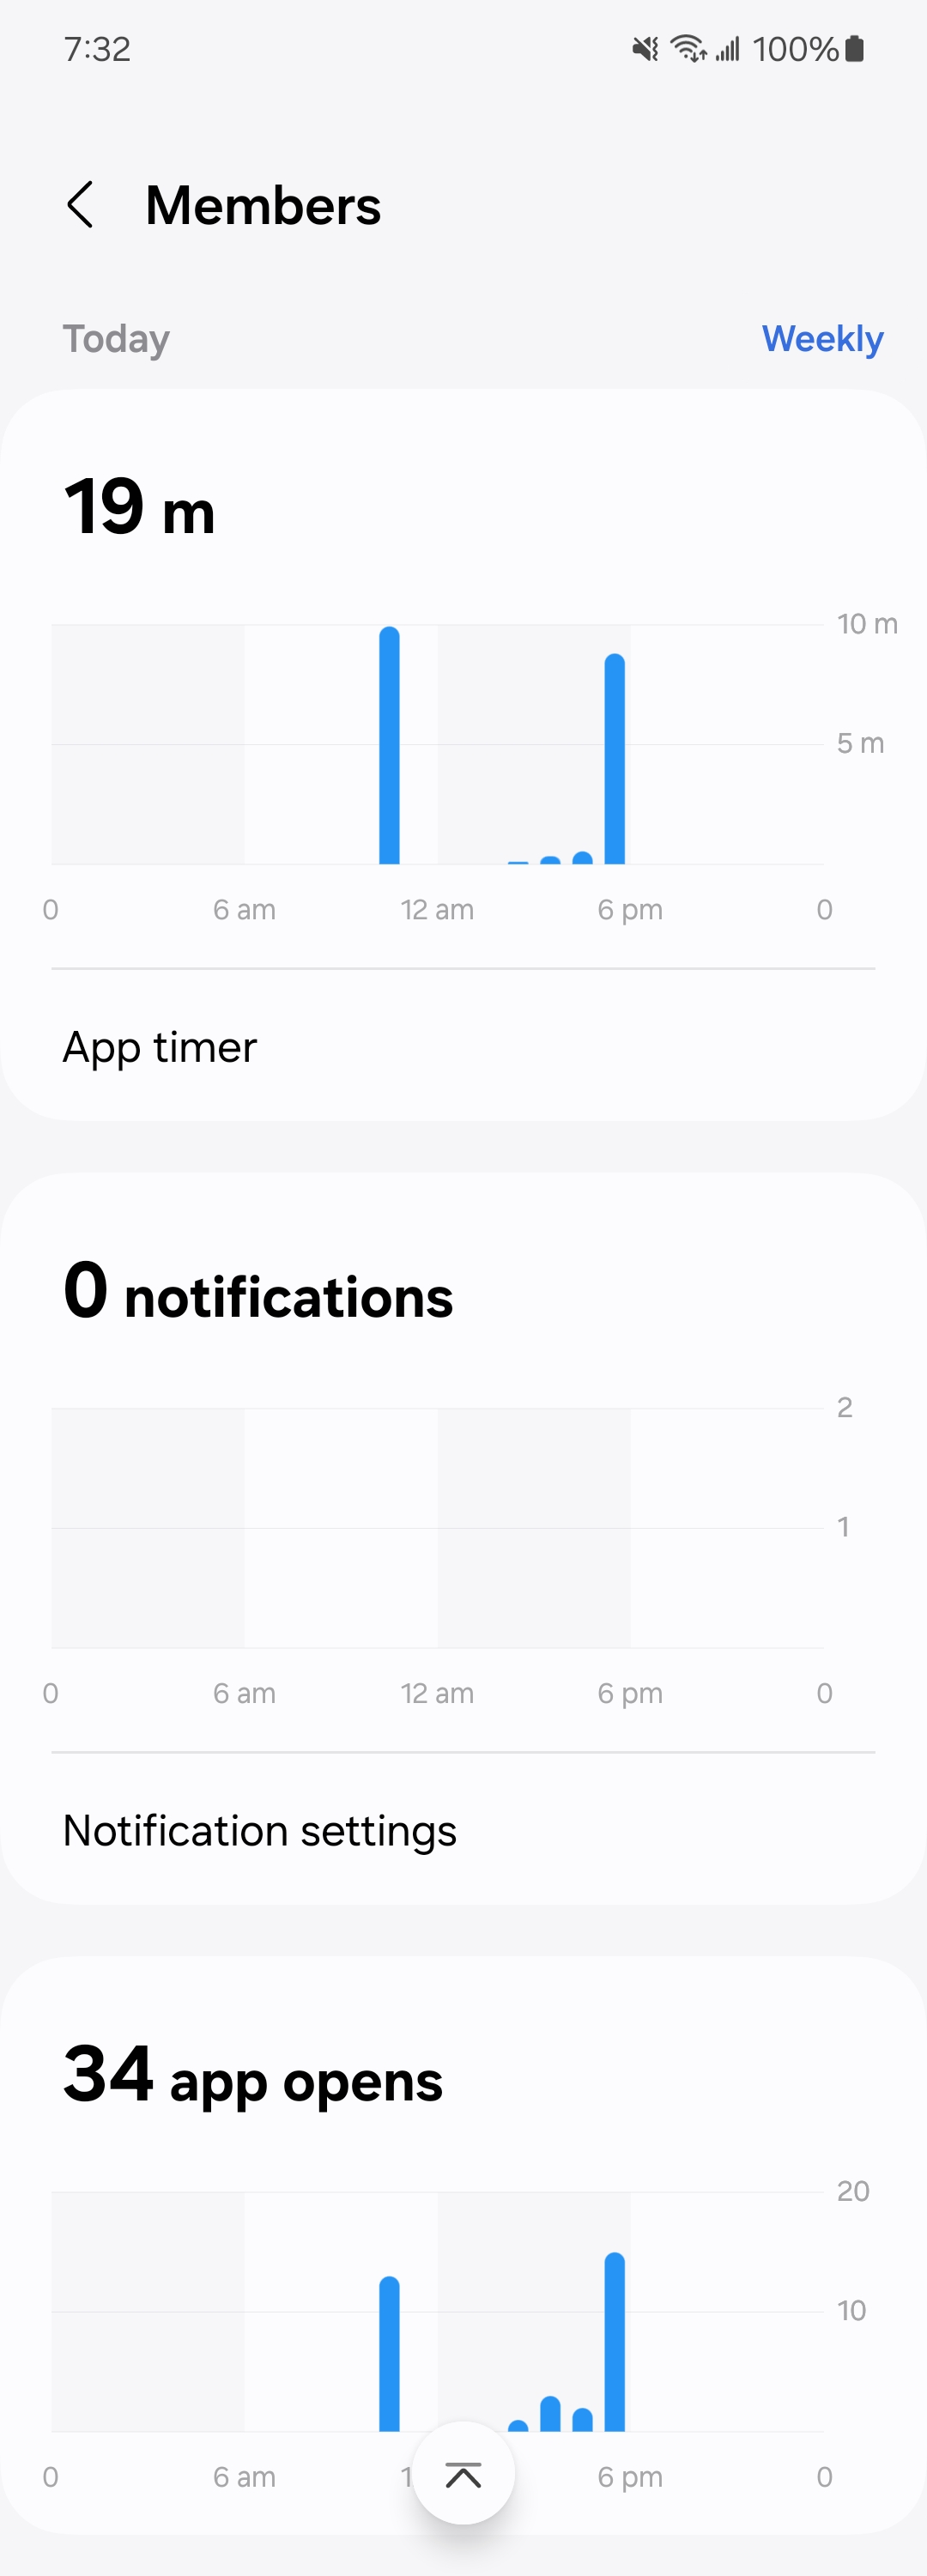 7:32 100%
Members
Today Weekly
19 m
10 m
5 m
0 6 am 12 am 6 pm 0
App timer
0 notifications
2
1
0 6 am 12 am 6 pm 0
Notification settings
34 app opens
20
10
0 6 am 1 6 pm 0